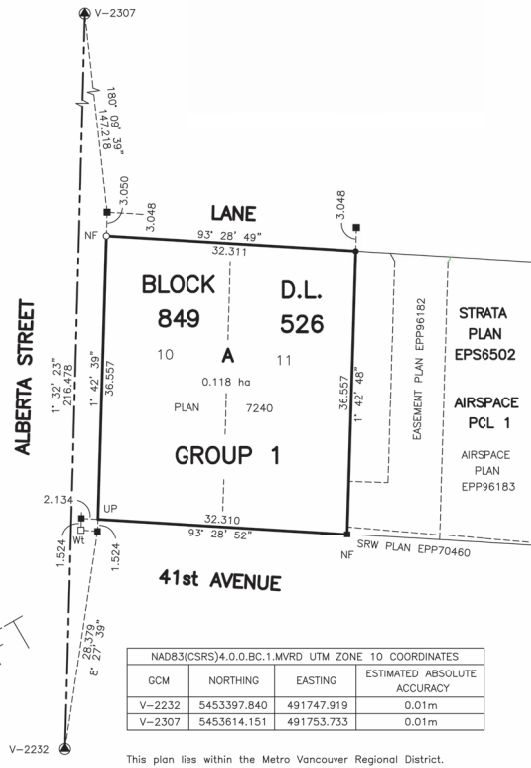 V-2307
180° 09' 39"
147.218
3.050
3.048
3.048
LANE
NF
93° 28' 49"
32.311
BLOCK
849
D.L.
526
10
A
11
0.118 ha
PLAN 7240
GROUP 1
ALBERTA STREET
1° 32' 23"
216.478
1° 42' 39"
36.557
36.557
1° 42' 48"
EASEMENT PLAN EPP96182
STRATA
PLAN
EPS6502
AIRSPACE
PCL 1
AIRSPACE
PLAN
EPP96183
2.134
UP
Wt
1.524
1.524
32.310
93° 28' 52"
NF
SRW PLAN EPP70460
41st AVENUE
28.379
8° 27' 39"
V-2232
NAD83(CSRS)4.0.0.BC.1.MVRD UTM ZONE 10 COORDINATES
GCM NORTHING EASTING ESTIMATED ABSOLUTE
ACCURACY
V-2232 5453397.840 491747.919 0.01m
V-2307 5453614.151 491753.733 0.01m
This plan lies within the Metro Vancouver Regional District.